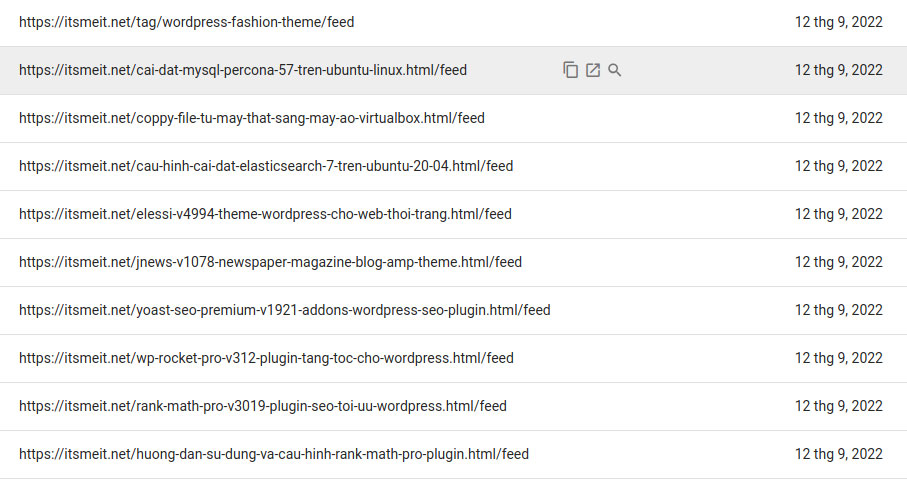 https://itsmeit.net/tag/wordpress-fashion-theme/feed 12 thg 9, 2022
https://itsmeit.net/cai-dat-mysql-percona-57-tren-ubuntu-linux.html/feed 12 thg 9, 2022
https://itsmeit.net/coppy-file-tu-may-that-sang-may-ao-virtualbox.html/feed 12 thg 9, 2022
https://itsmeit.net/cau-hinh-cai-dat-elasticsearch-7-tren-ubuntu-20-04.html/feed 12 thg 9, 2022
https://itsmeit.net/elessi-v4994-theme-wordpress-cho-web-thoi-trang.html/feed 12 thg 9, 2022
https://itsmeit.net/jnews-v1078-newspaper-magazine-blog-amp-theme.html/feed 12 thg 9, 2022
https://itsmeit.net/yoast-seo-premium-v1921-addons-wordpress-seo-plugin.html/feed 12 thg 9, 2022
https://itsmeit.net/wp-rocket-pro-v312-plugin-tang-toc-cho-wordpress.html/feed 12 thg 9, 2022
https://itsmeit.net/rank-math-pro-v3019-plugin-seo-toi-uu-wordpress.html/feed 12 thg 9, 2022
https://itsmeit.net/huong-dan-su-dung-va-cau-hinh-rank-math-pro-plugin.html/feed 12 thg 9, 2022